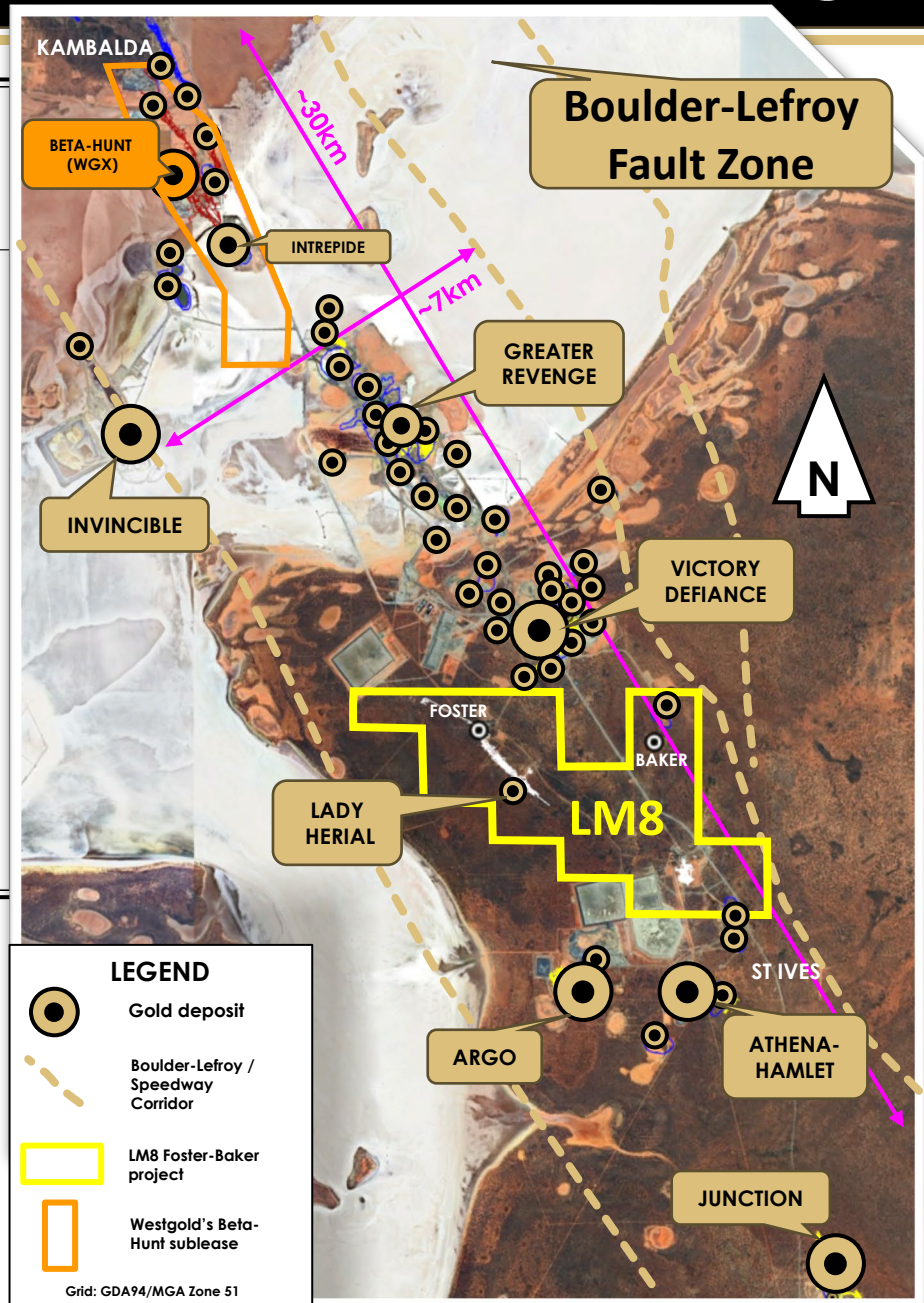 KAMBALDA
~30km
Boulder-Lefroy
Fault Zone
BETA-HUNT
(WGX)
INTREPIDE
~7km
GREATER
REVENGE
N
INVINCIBLE
VICTORY
DEFIANCE
FOSTER
BAKER
LADY
HERIAL
LM8
ST IVES
ARGO
ATHENA-
HAMLET
JUNCTION
LEGEND
Gold deposit
Boulder-Lefroy /
Speedway
Corridor
LM8 Foster-Baker
project
Westgold's Beta-
Hunt sublease
Grid: GDA94/MGA Zone 51